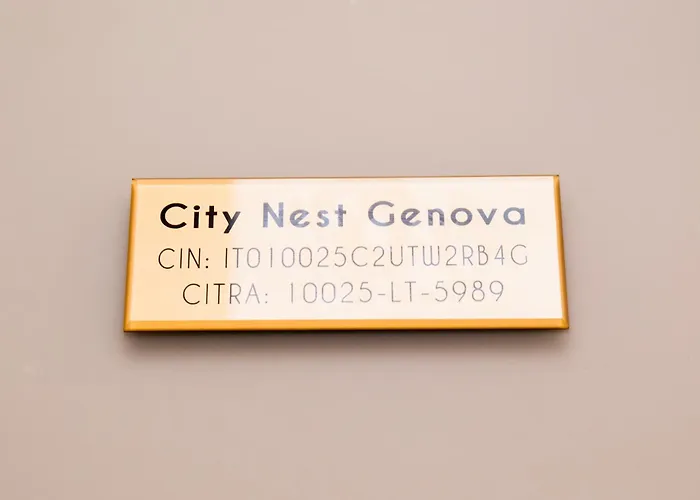 City Nest Genova
CIN: IT010025C2UTW2RB4G
CITRA: 10025-LT-5989